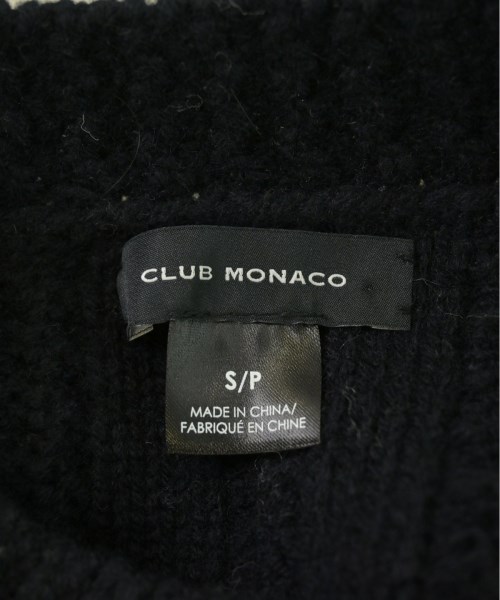 CLUB MONACO
S/P
MADE IN CHINA/
FABRIQUÉ EN CHINE